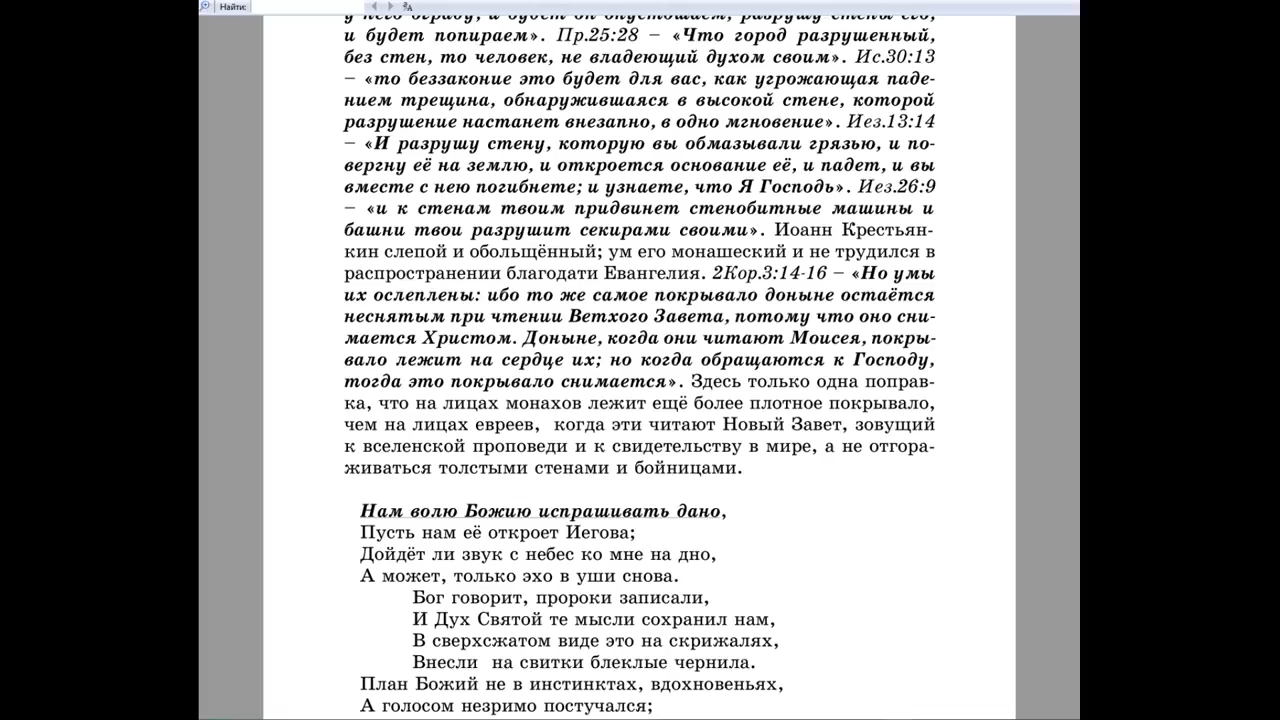 Найти:
у него ограду, и будет он опустошаем, разрушу стены его,
и будет попираем». Пр.25:28 – «Что город разрушенный,
без стен, то человек, не владеющий духом своим». Ис.30:13
– «то беззаконие это будет для вас, как угрожающая паде-
нием трещина, обнаружившаяся в высокой стене, которой
разрушение настанет внезапно, в одно мгновение». Иез.13:14
– «И разрушу стену, которую вы обмазывали грязью, и по-
вергну её на землю, и откроется основание её, и падет, и вы
вместе с нею погибнете; и узнаете, что Я Господь». Иез.26:9
– «и к стенам твоим придвинет стенобитные машины и
башни твои разрушит секирами своими». Иоанн Крестьян-
кин слепой и обольщённый; ум его монашеский и не трудился в
распространении благодати Евангелия. 2Кор.3:14-16 – «Но умы
их ослеплены: ибо то же самое покрывало доныне остаётся
неснятым при чтении Ветхого Завета, потому что оно сни-
мается Христом. Доныне, когда они читают Моисея, покры-
вало лежит на сердце их; но когда обращаются к Господу,
тогда это покрывало снимается». Здесь только одна поправ-
ка, что на лицах монахов лежит ещё более плотное покрывало,
чем на лицах евреев, когда эти читают Новый Завет, зовущий
к вселенской проповеди и к свидетельству в мире, а не отгора-
живаться толстыми стенами и бойницами.
Нам волю Божию испрашивать дано,
Пусть нам её откроет Иегова;
Дойдёт ли звук с небес ко мне на дно,
А может, только эхо в уши снова.
Бог говорит, пророки записали,
И Дух Святой те мысли сохранил нам,
В сверхсжатом виде это на скрижалях,
Внесли на свитки блеклые чернила.
План Божий не в инстинктах, вдохновеньях,
А голосом незримо постучался;